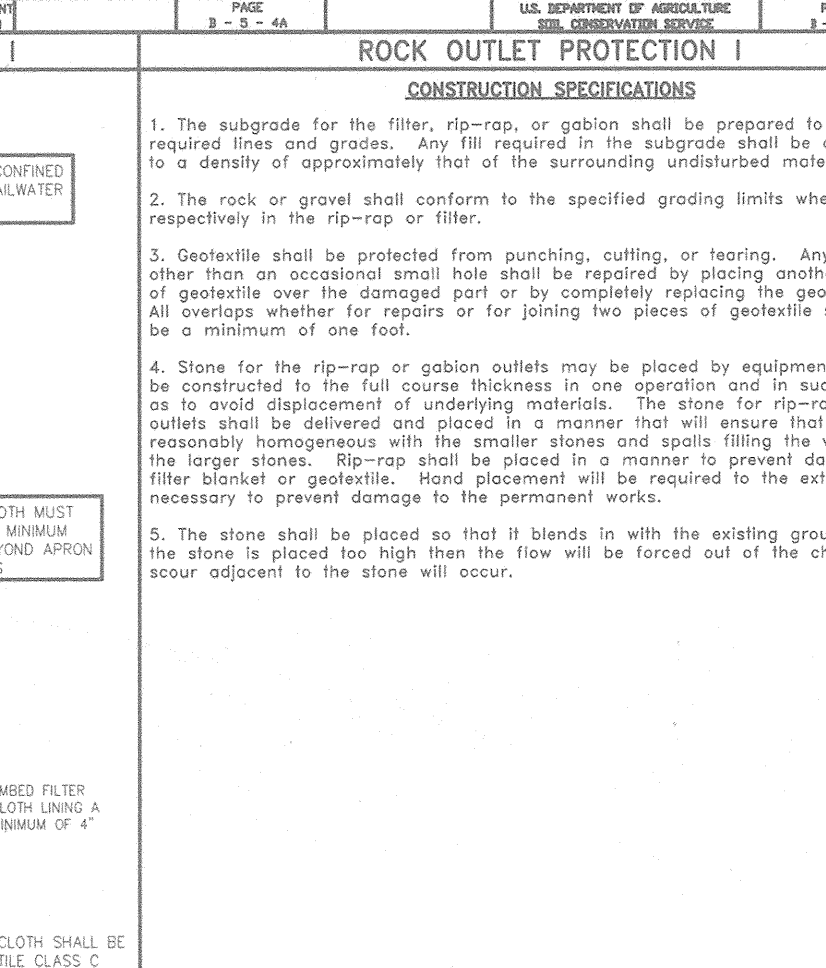 PAGE
B - 5 - 4A
U.S. DEPARTMENT OF AGRICULTURE
SOIL CONSERVATION SERVICE
I
ROCK OUTLET PROTECTION I
CONSTRUCTION SPECIFICATIONS
1. The subgrade for the filter, rip-rap, or gabion shall be prepared to
required lines and grades. Any fill required in the subgrade shall be
to a density of approximately that of the surrounding undisturbed
2. The rock or gravel shall conform to the specified grading limits
respectively in the rip-rap or filter.
3. Geotextile shall be protected from punching, cutting, or tearing.
other than an occasional small hole shall be repaired by placing
of geotextile over the damaged part or by completely replacing the
All overlaps whether for repairs or for joining two pieces of geotextile
be a minimum of one foot.
4. Stone for the rip-rap or gabion outlets may be placed by
be constructed to the full course thickness in one operation and in
as to avoid displacement of underlying materials. The stone for
outlets shall be delivered and placed in a manner that will ensure that
reasonably homogeneous with the smaller stones and spalls filling the
the larger stones. Rip-rap shall be placed in a manner to prevent
filter blanket or geotextile. Hand placement will be required to the
necessary to prevent damage to the permanent works.
5. The stone shall be placed so that it blends in with the existing
the stone is placed too high then the flow will be forced out of the
scour adjacent to the stone will occur.
CONFINED
AILWATER
OTH MUST
MINIMUM
YOND APRON
S
MBED FILTER
LOTH LINING A
INIMUM OF 4"
CLOTH SHALL BE
TILE CLASS C